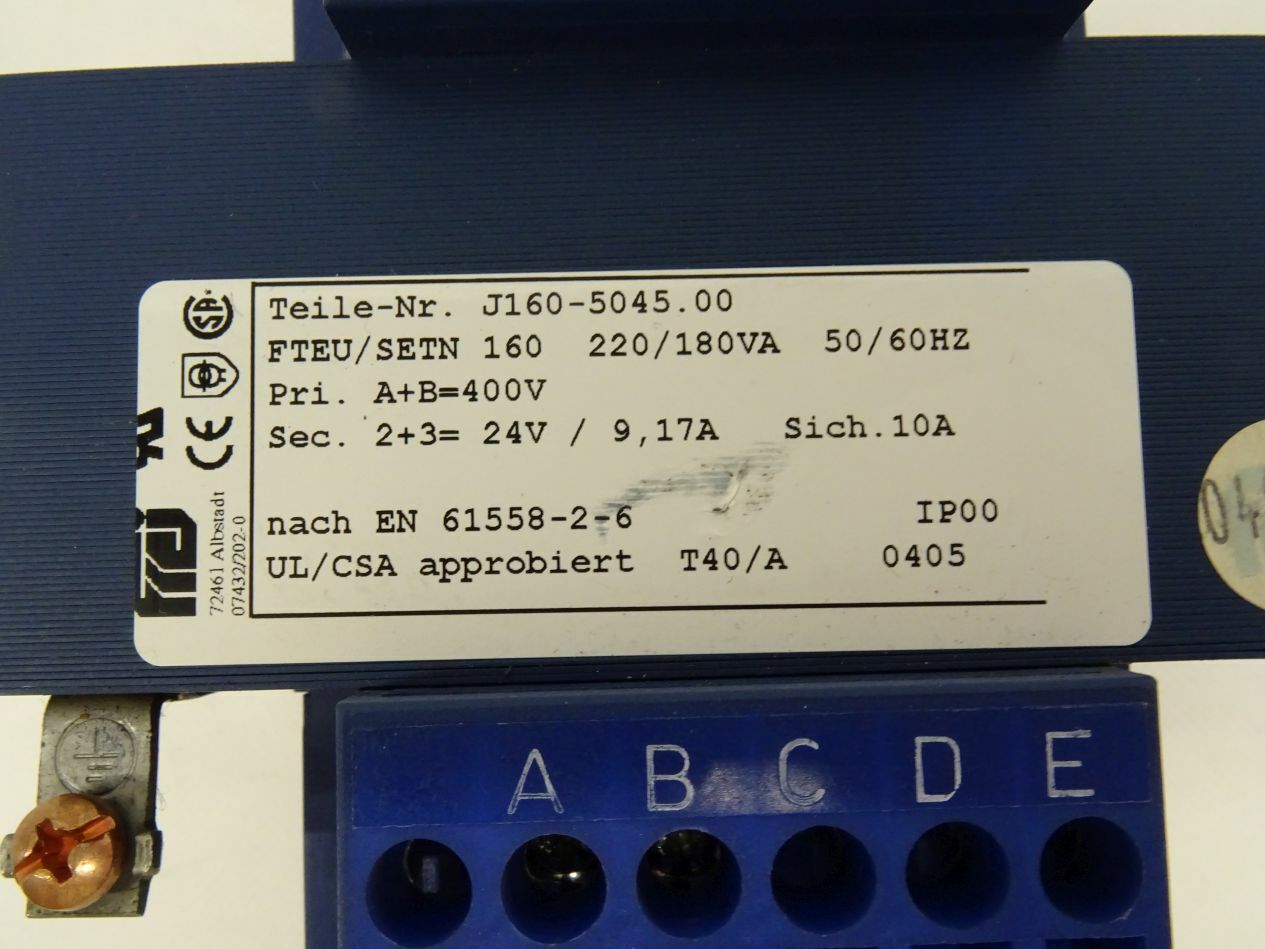 Teile-Nr. J160-5045.00
FTEU/SETN 160 220/180VA 50/60HZ
Pri. A+B=400V
Sec. 2+3= 24V / 9,17A Sich.10A
nach EN 61558-2-6 IP00
UL/CSA approbiert T40/A 0405
72461 Albstadt
07432/202-0
CE
A B C D E